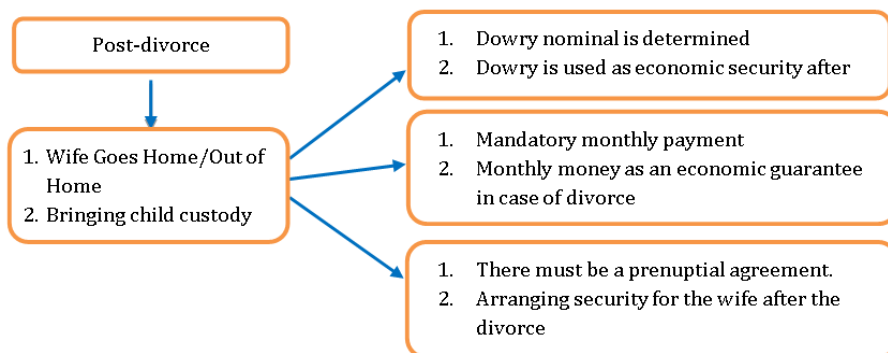 Post-divorce
1. Wife Goes Home/Out of
Home
2. Bringing child custody
1. Dowry nominal is determined
2. Dowry is used as economic security after
1. Mandatory monthly payment
2. Monthly money as an economic guarantee
in case of divorce
1. There must be a prenuptial agreement.
2. Arranging security for the wife after the
divorce